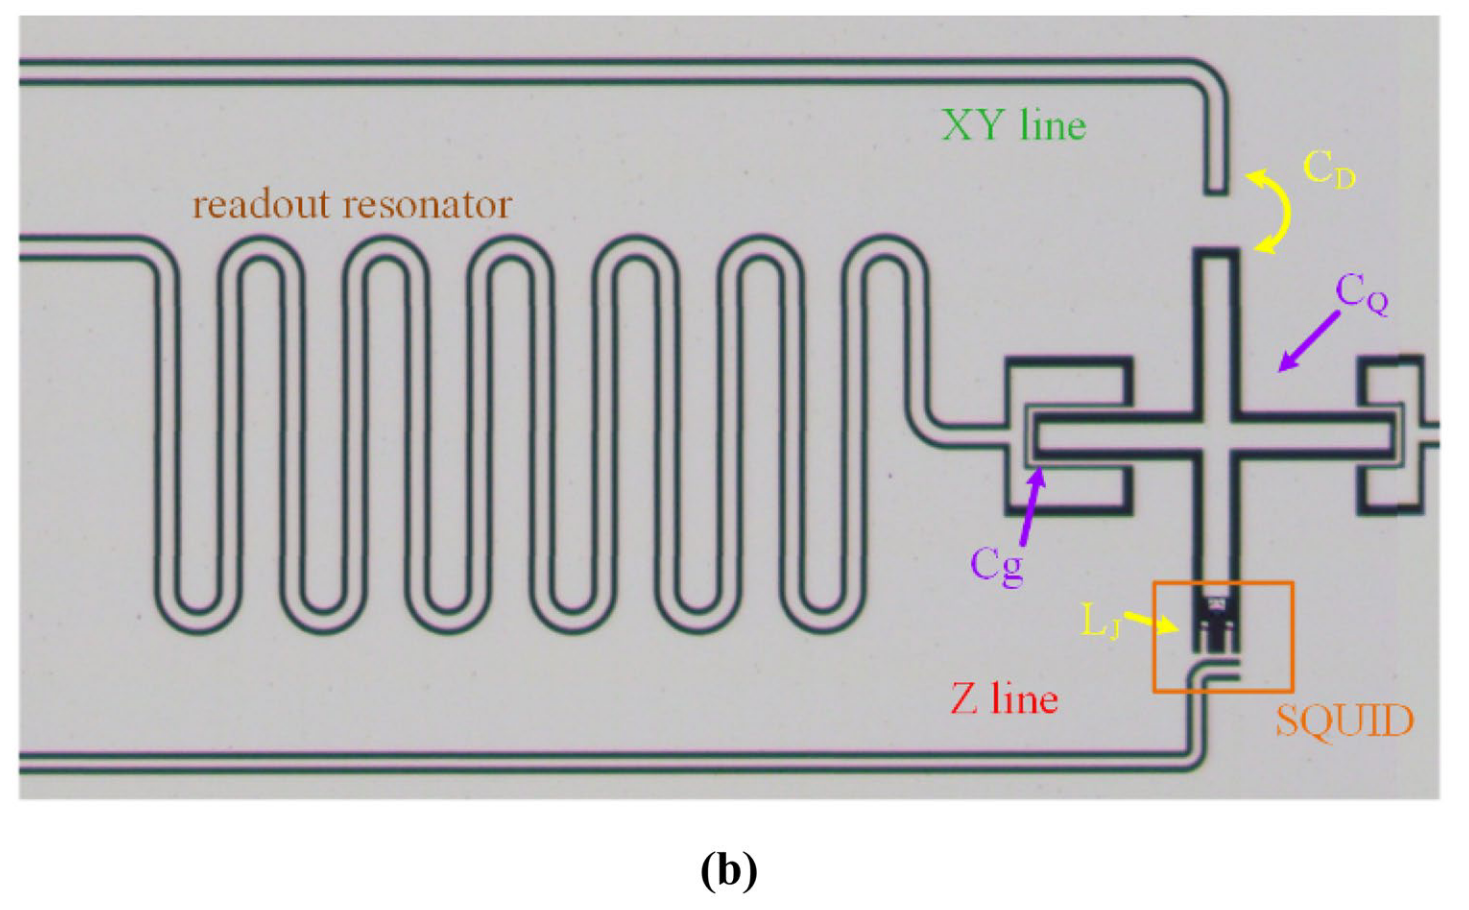 XY line
C_D
readout resonator
C_Q
Cg
L_J
Z line
SQUID
(b)